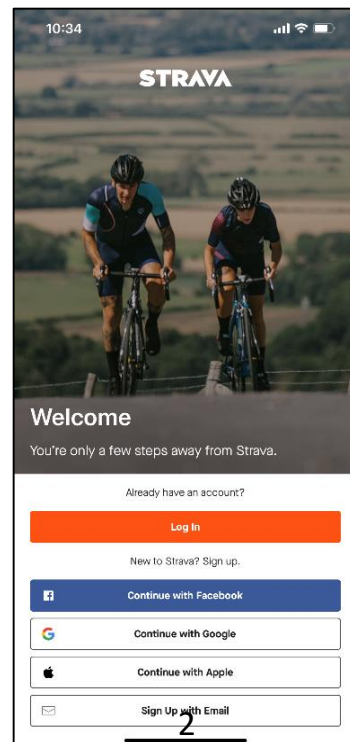 10:34
STRAVA
Welcome
You're only a few steps away from Strava.
Already have an account?
Log In
New to Strava? Sign up.
Continue with Facebook
Continue with Google
Continue with Apple
Sign Up with Email
2